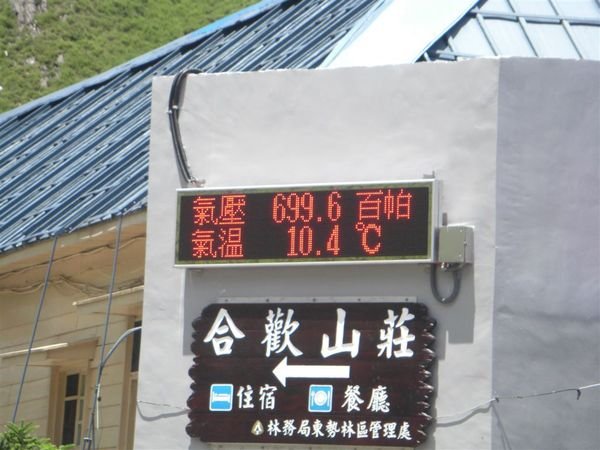 氣壓 699.6 百帕
氣溫 10.4 ℃
合歡山莊
住宿 餐廳
林務局東勢林區管理處